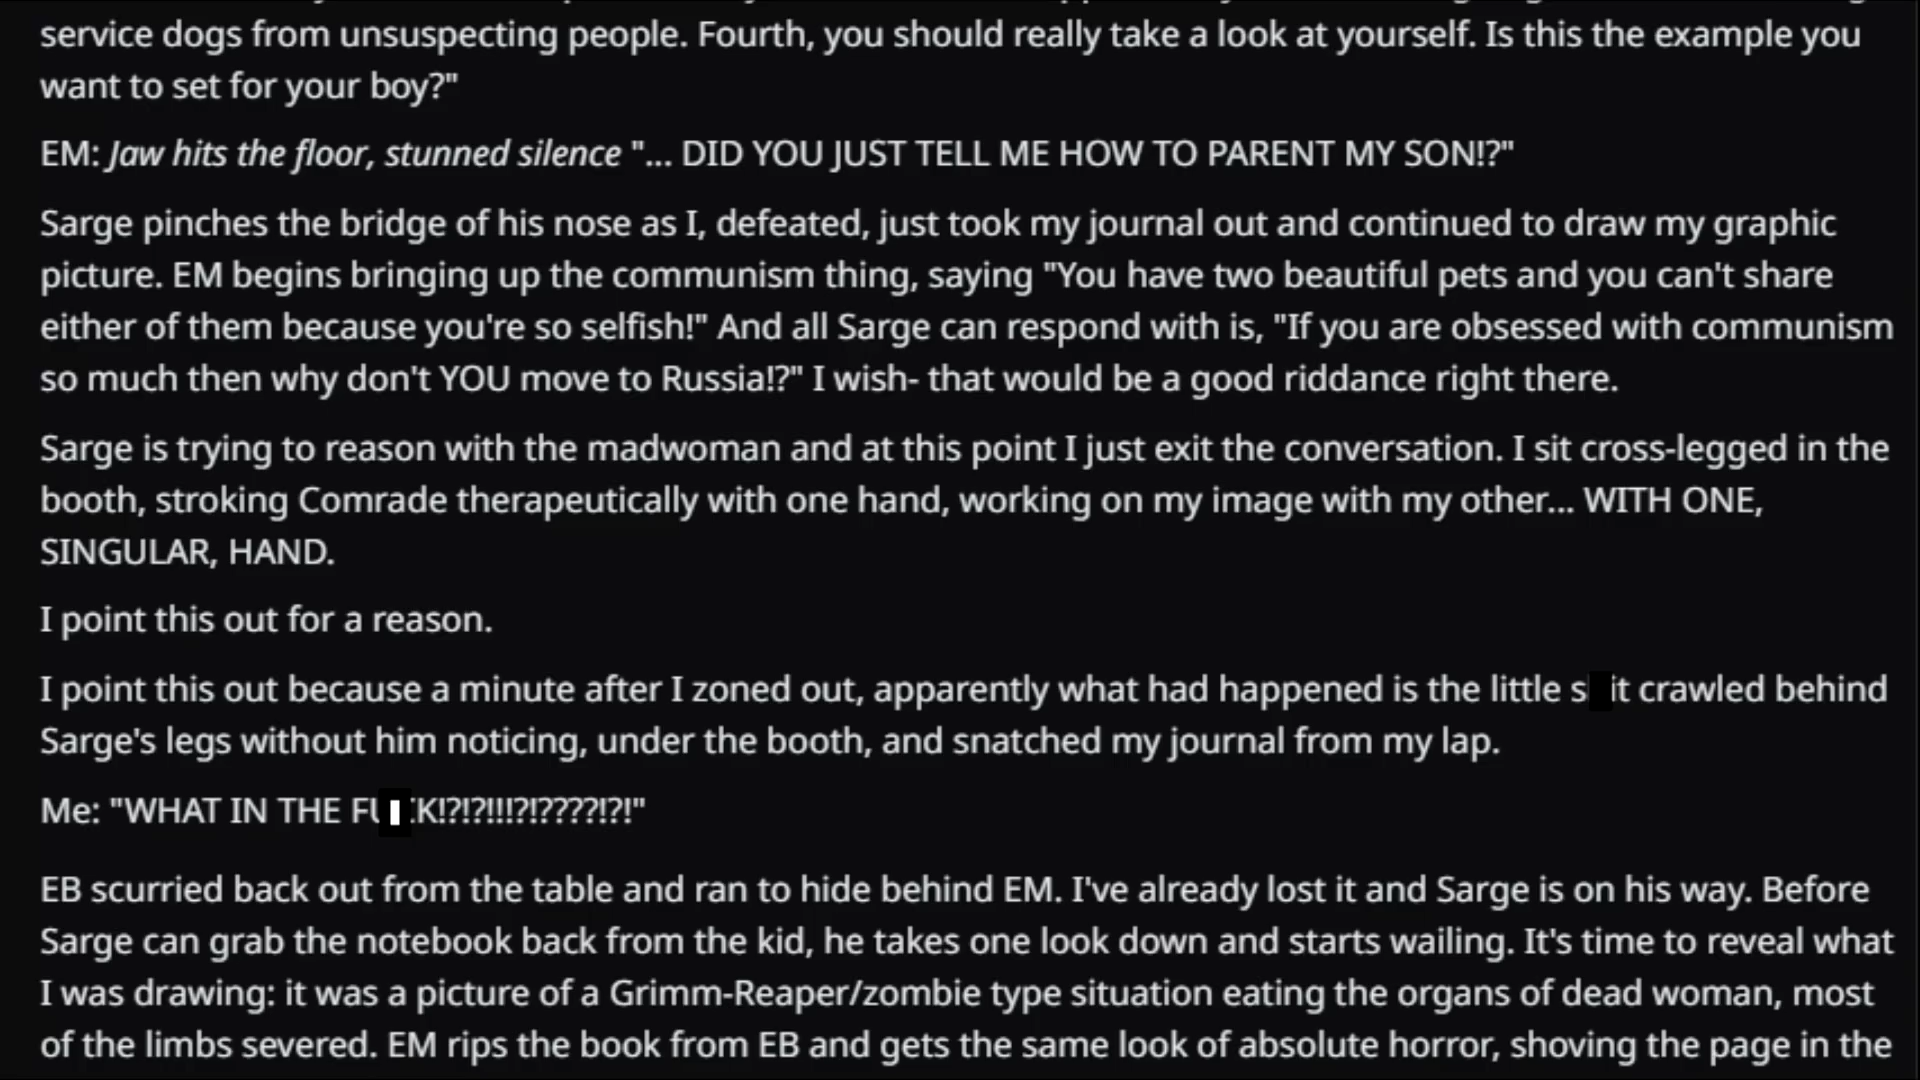 service dogs from unsuspecting people. Fourth, you should really take a look at yourself. Is this the example you
want to set for your boy?"
EM: Jaw hits the floor, stunned silence "... DID YOU JUST TELL ME HOW TO PARENT MY SON!?"
Sarge pinches the bridge of his nose as I, defeated, just took my journal out and continued to draw my graphic
picture. EM begins bringing up the communism thing, saying "You have two beautiful pets and you can't share
either of them because you're so selfish!" And all Sarge can respond with is, "If you are obsessed with communism
so much then why don't YOU move to Russia!?" I wish- that would be a good riddance right there.
Sarge is trying to reason with the madwoman and at this point I just exit the conversation. I sit cross-legged in the
booth, stroking Comrade therapeutically with one hand, working on my image with my other... WITH ONE,
SINGULAR, HAND.
I point this out for a reason.
I point this out because a minute after I zoned out, apparently what had happened is the little s it crawled behind
Sarge's legs without him noticing, under the booth, and snatched my journal from my lap.
Me: "WHAT IN THE FU CK!?!?!!!?!????!?!"
EB scurried back out from the table and ran to hide behind EM. I've already lost it and Sarge is on his way. Before
Sarge can grab the notebook back from the kid, he takes one look down and starts wailing. It's time to reveal what
I was drawing: it was a picture of a Grimm-Reaper/zombie type situation eating the organs of dead woman, most
of the limbs severed. EM rips the book from EB and gets the same look of absolute horror, shoving the page in the